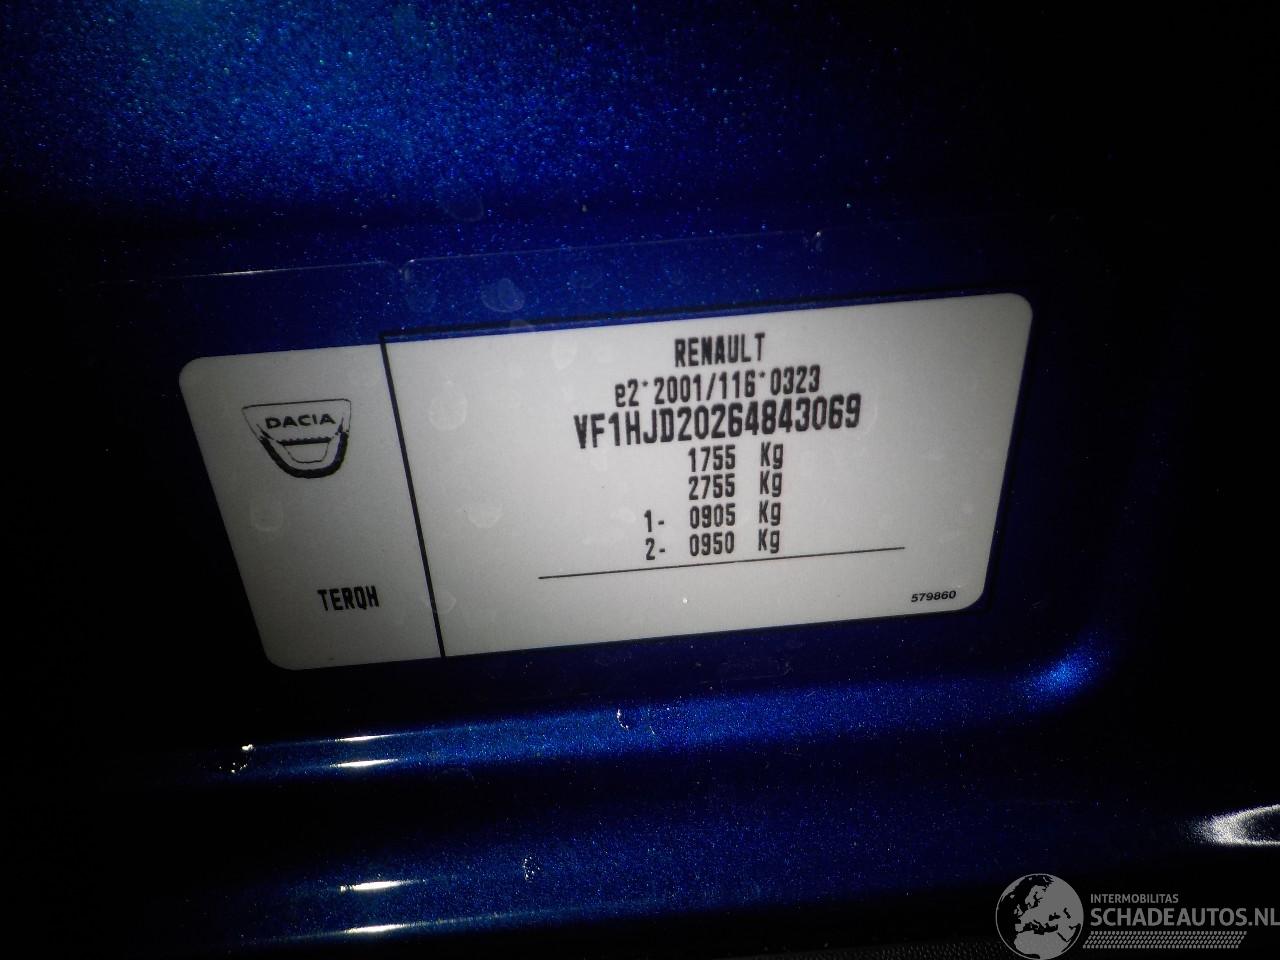 DACIA
TERQH
RENAULT
e2*2001/116*0323
VF1HJD20264843069
1755 Kg
2755 Kg
1- 0905 Kg
2- 0950 Kg
579860
INTERMOBILITAS
SCHADEAUTOS.NL